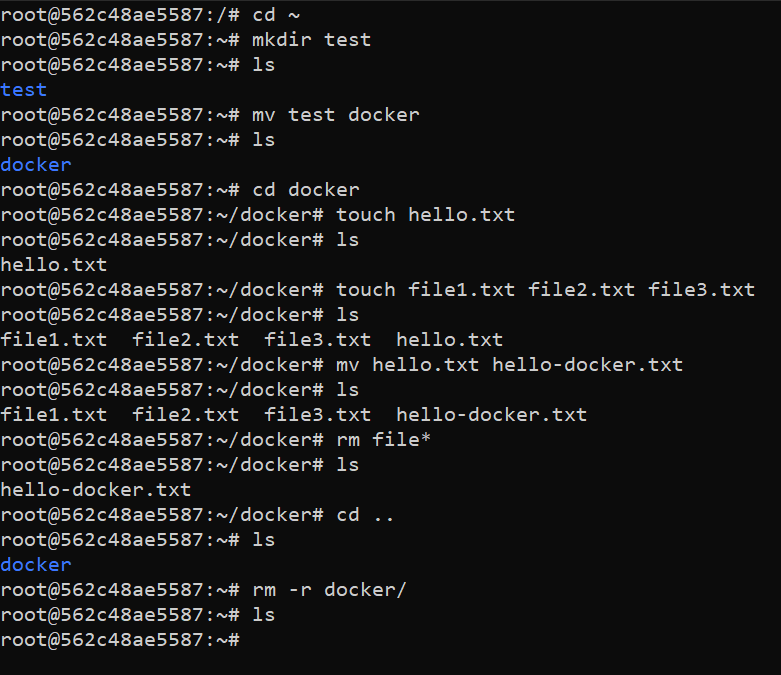 root@562c48ae5587:/# cd ~
root@562c48ae5587:~# mkdir test
root@562c48ae5587:~# ls
test
root@562c48ae5587:~# mv test docker
root@562c48ae5587:~# ls
docker
root@562c48ae5587:~# cd docker
root@562c48ae5587:~/docker# touch hello.txt
root@562c48ae5587:~/docker# ls
hello.txt
root@562c48ae5587:~/docker# touch file1.txt file2.txt file3.txt
root@562c48ae5587:~/docker# ls
file1.txt  file2.txt  file3.txt  hello.txt
root@562c48ae5587:~/docker# mv hello.txt hello-docker.txt
root@562c48ae5587:~/docker# ls
file1.txt  file2.txt  file3.txt  hello-docker.txt
root@562c48ae5587:~/docker# rm file*
root@562c48ae5587:~/docker# ls
hello-docker.txt
root@562c48ae5587:~/docker# cd ..
root@562c48ae5587:~# ls
docker
root@562c48ae5587:~# rm -r docker/
root@562c48ae5587:~# ls
root@562c48ae5587:~#